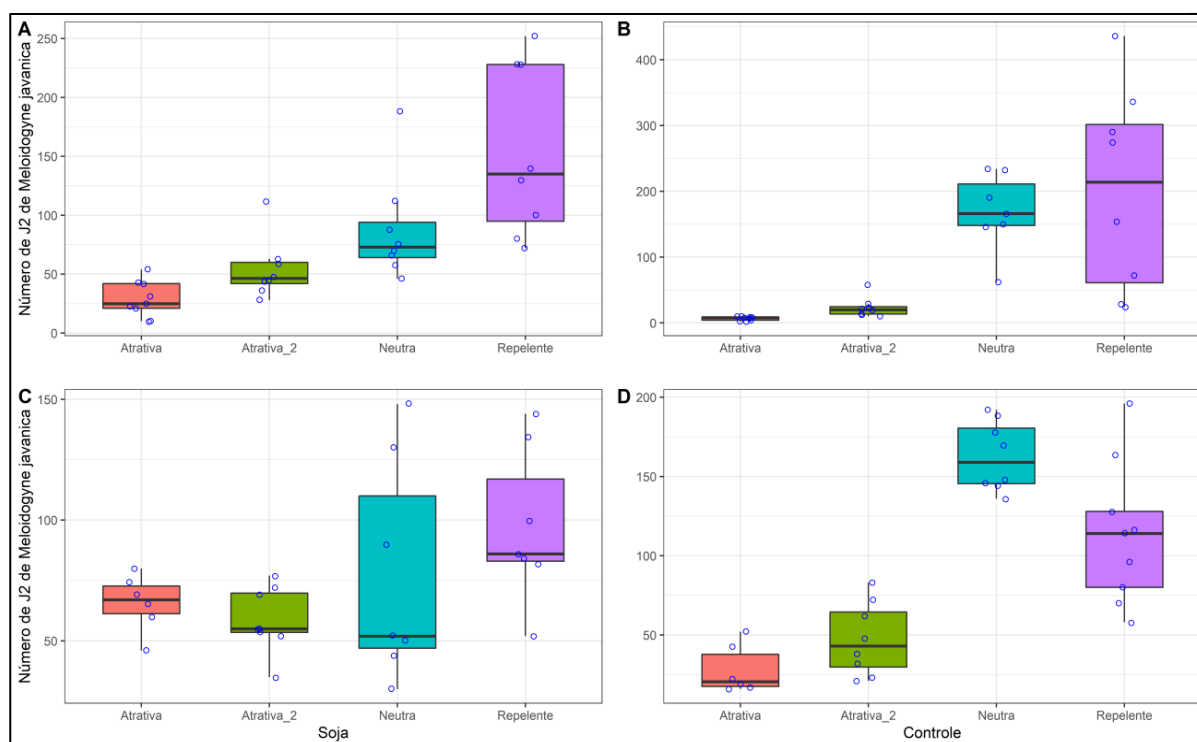 A
Número de J2 de Meloidogyne javanica
250
200
150
100
50
0
Atrativa Atrativa_2 Neutra Repelente
B
400
300
200
100
0
Atrativa Atrativa_2 Neutra Repelente
C
Número de J2 de Meloidogyne javanica
150
100
50
Atrativa Atrativa_2 Neutra Repelente
Soja
D
200
150
100
50
Atrativa Atrativa_2 Neutra Repelente
Controle